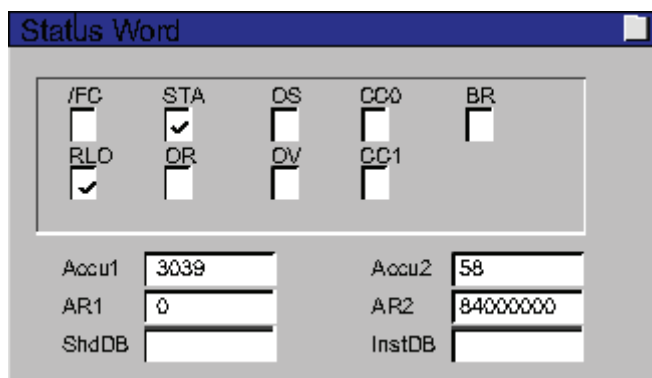 Status Word
/FC STA OS CC0 BR
RLO OR OV CC1
Accu1 3039 Accu2 58
AR1 0 AR2 84000000
ShdDB InstDB